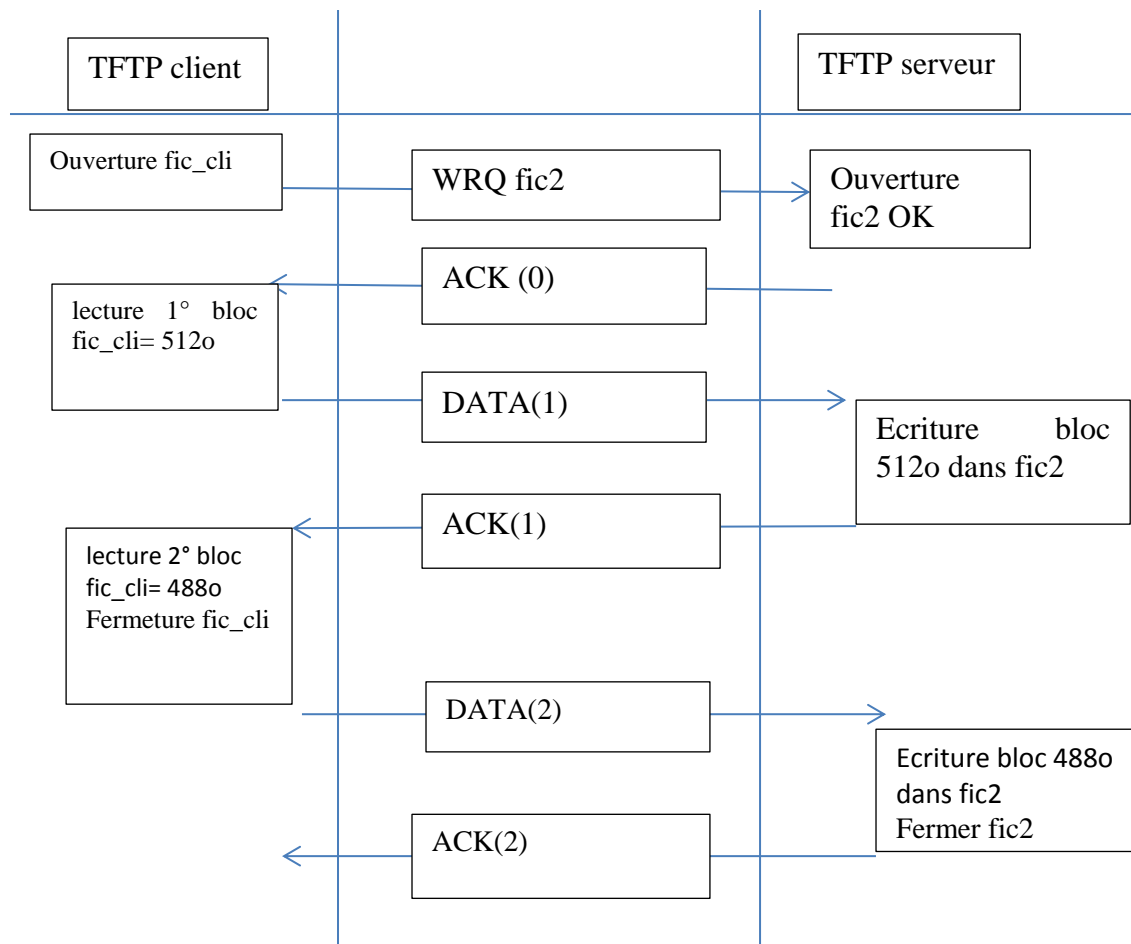 TFTP client
TFTP serveur
Ouverture fic_cli
WRQ fic2
Ouverture
fic2 OK
ACK (0)
lecture 1° bloc
fic_cli= 512o
DATA(1)
Ecriture bloc
512o dans fic2
ACK(1)
lecture 2° bloc
fic_cli= 488o
Fermeture fic_cli
DATA(2)
Ecriture bloc 488o
dans fic2
Fermer fic2
ACK(2)